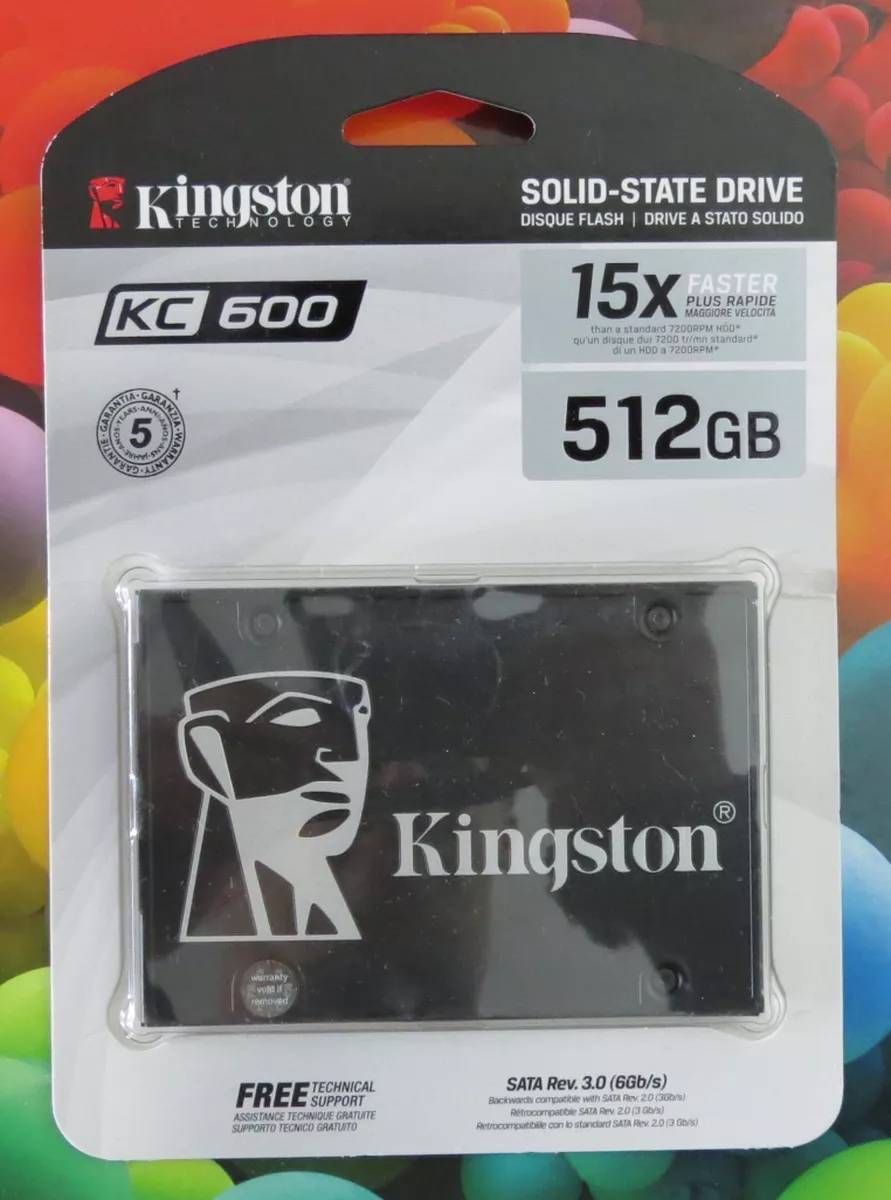 Kingston®
TECHNOLOGY
SOLID-STATE DRIVE
DISQUE FLASH | DRIVE A STATO SOLIDO
KC 600
15x FASTER
PLUS RAPIDE
MAGGIORE VELOCITÀ
than a standard 7200RPM HDD*
qu'un disque dur 7200 tr/mn standard*
di un HDD a 7200RPM*
5
†
512GB
Kingston®
warranty
void if
removed
FREE TECHNICAL
SUPPORT
ASSISTANCE TECHNIQUE GRATUITE
SUPPORTO TECNICO GRATUITO
SATA Rev. 3.0 (6Gb/s)
Backwards compatible with SATA Rev. 2.0 (3Gb/s)
Rétrocompatible SATA Rev. 2.0 (3 Gb/s)
Retrocompatibile con lo standard SATA Rev. 2.0 (3 Gb/s)